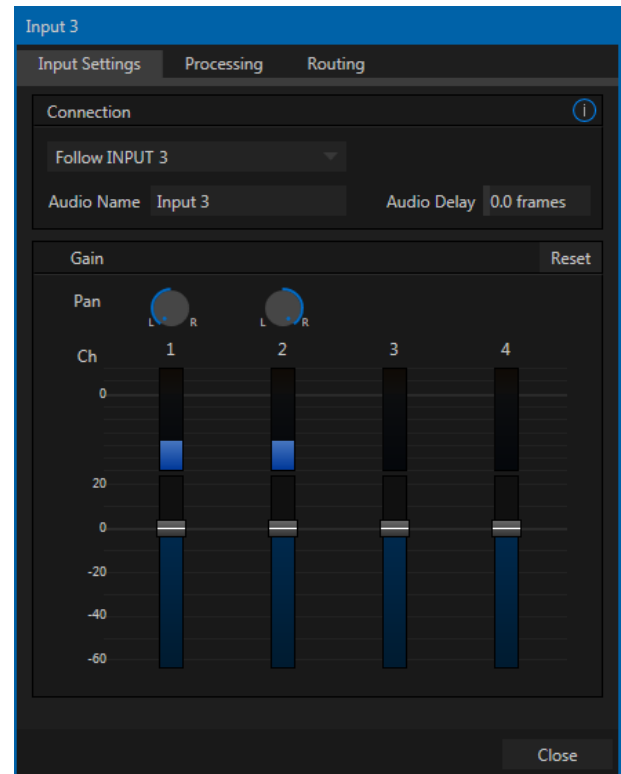 Input 3
Input Settings Processing Routing
Connection i
Follow INPUT 3
Audio Name Input 3 Audio Delay 0.0 frames
Gain Reset
Pan L R L R
Ch 1 2 3 4
0
20
0
-20
-40
-60
Close